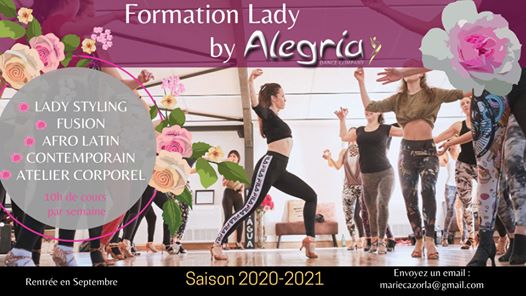 Formation Lady
by Alegria
DANCE COMPANY
LADY STYLING
FUSION
AFRO LATIN
CONTEMPORAIN
ATELIER CORPOREL
10h de cours
par semaine
Rentrée en Septembre
Saison 2020-2021
Envoyez un email :
mariecazorla@gmail.com